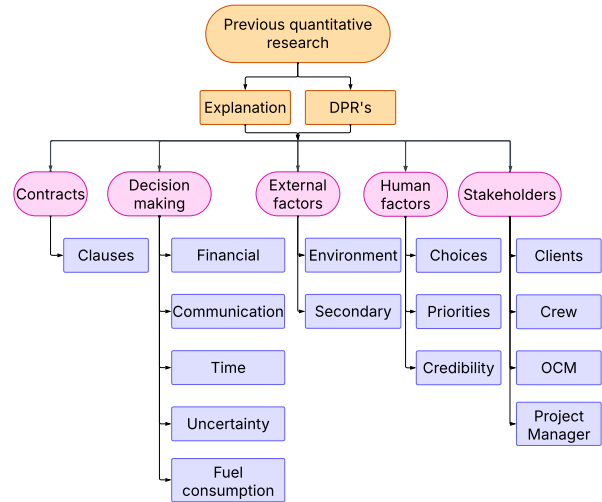 Previous quantitative
research
Explanation
DPR's
Contracts
Decision
making
External
factors
Human
factors
Stakeholders
Clauses
Financial
Environment
Choices
Clients
Communication
Secondary
Priorities
Crew
Time
Credibility
OCM
Uncertainty
Project
Manager
Fuel
consumption